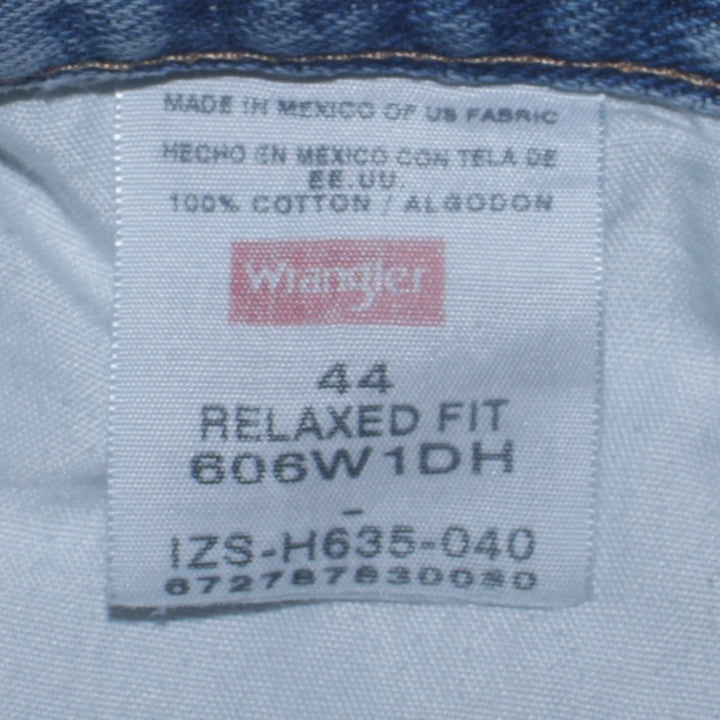 MADE IN MEXICO OF US FABRIC
HECHO EN MEXICO CON TELA DE
EE.UU.
100% COTTON / ALGODON
Wrangler
44
RELAXED FIT
606W1DH
-
IZS-H635-040